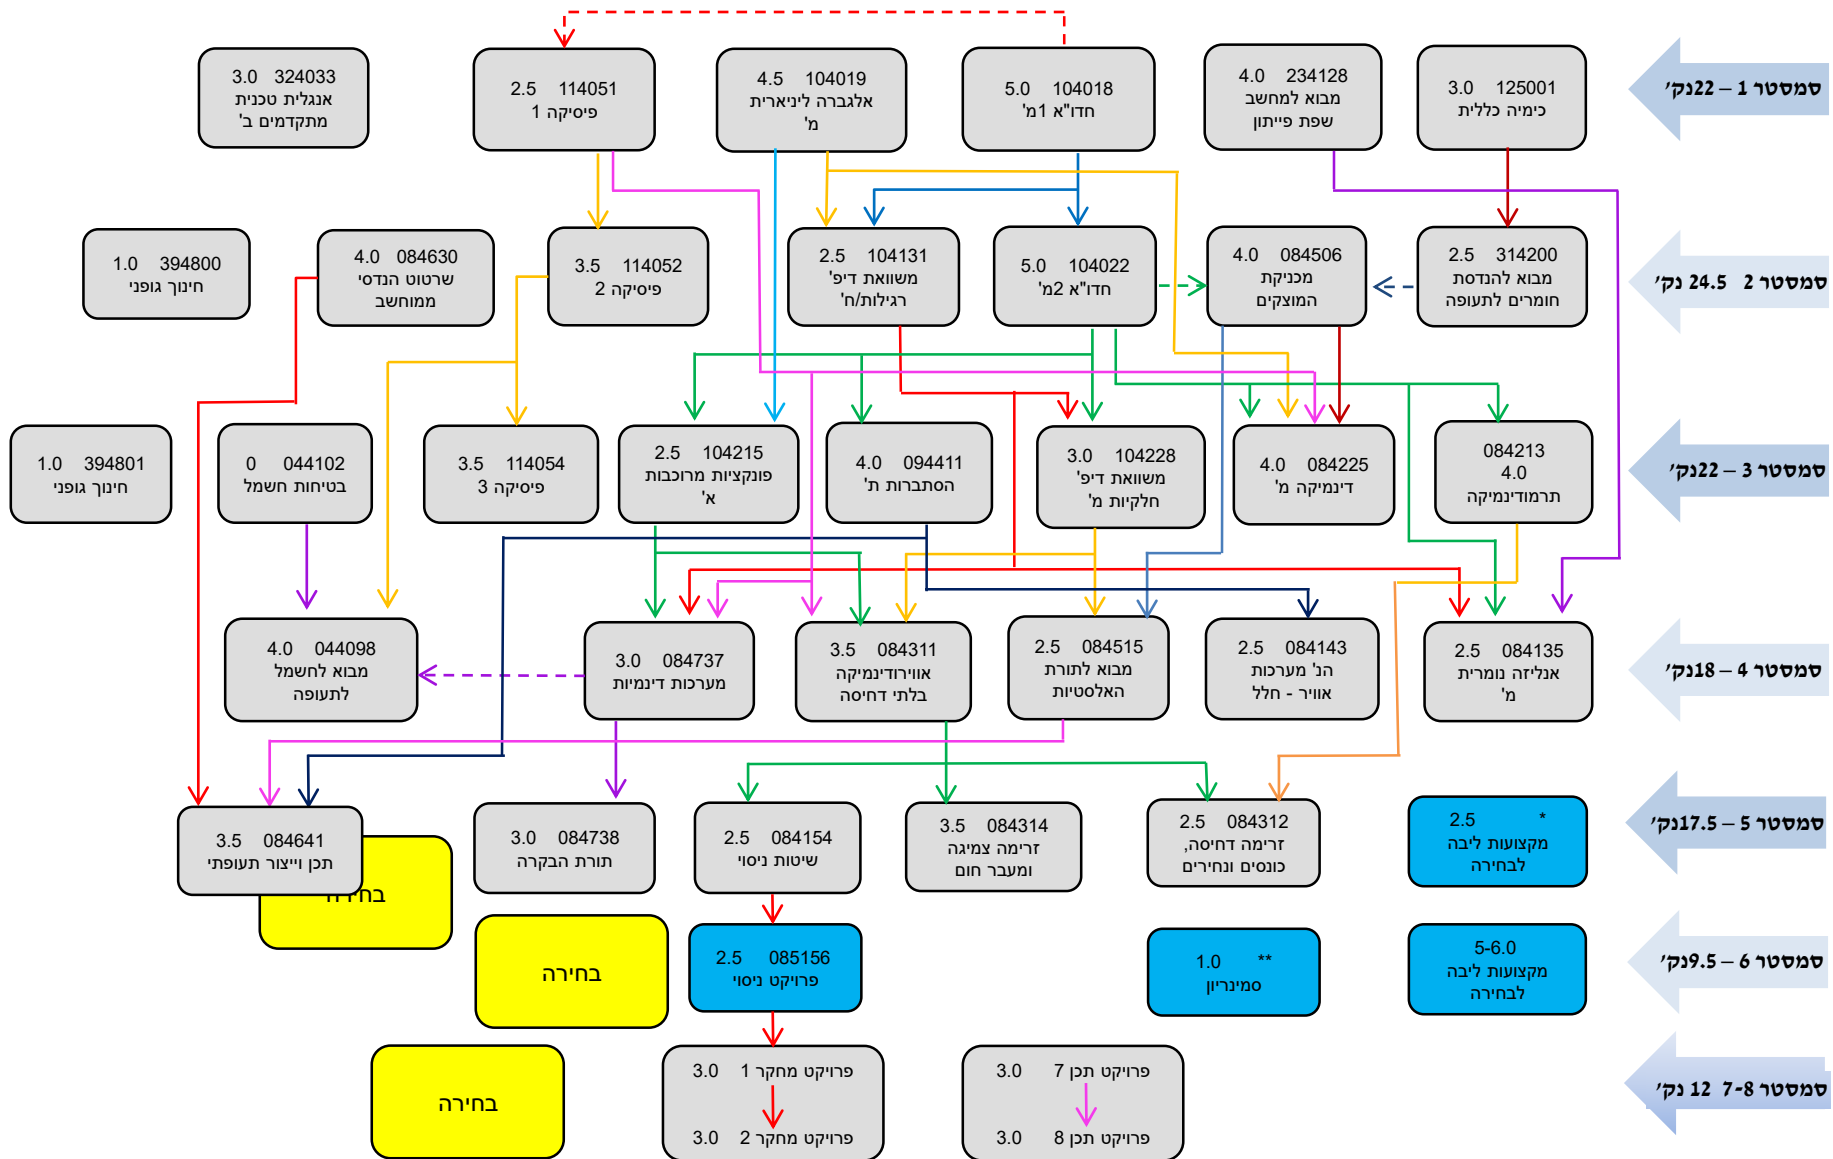 סמסטר 1 – 22נק'
125001 3.0
כימיה כללית
234128 4.0
מבוא למחשב
שפת פייתון
104018 5.0
חדו"א 1מ'
104019 4.5
אלגברה ליניארית
מ'
114051 2.5
פיסיקה 1
324033 3.0
אנגלית טכנית
מתקדמים ב'
סמסטר 2 24.5 נק'
314200 2.5
מבוא להנדסת
חומרים לתעופה
084506 4.0
מכניקת
המוצקים
104022 5.0
חדו"א 2מ'
104131 2.5
משוואת דיפ'
רגילות/ח'
114052 3.5
פיסיקה 2
084630 4.0
שרטוט הנדסי
ממוחשב
394800 1.0
חינוך גופני
סמסטר 3 – 22נק'
084213
4.0
תרמודינמיקה
084225 4.0
דינמיקה מ'
104228 3.0
משוואת דיפ'
חלקיות מ'
094411 4.0
הסתברות ת'
104215 2.5
פונקציות מרוכבות
א'
114054 3.5
פיסיקה 3
044102 0
בטיחות חשמל
394801 1.0
חינוך גופני
סמסטר 4 – 18נק'
084135 2.5
אנליזה נומרית
מ'
084143 2.5
הנ' מערכות
אוויר - חלל
084515 2.5
מבוא לתורת
האלסטיות
084311 3.5
אווירודינמיקה
בלתי דחיסה
084737 3.0
מערכות דינמיות
044098 4.0
מבוא לחשמל
לתעופה
סמסטר 5 – 17.5נק'
* 2.5
מקצועות ליבה
לבחירה
084312 2.5
זרימה דחיסה,
כונסים ונחירים
084314 3.5
זרימה צמיגה
ומעבר חום
084154 2.5
שיטות ניסוי
084738 3.0
תורת הבקרה
084641 3.5
תכן וייצור תעופתי
בחירה
סמסטר 6 – 9.5נק'
5-6.0
מקצועות ליבה
לבחירה
** 1.0
סמינריון
085156 2.5
פרויקט ניסוי
בחירה
סמסטר 7-8 12 נק'
פרויקט תכן 7 3.0
פרויקט תכן 8 3.0
פרויקט מחקר 1 3.0
פרויקט מחקר 2 3.0
בחירה